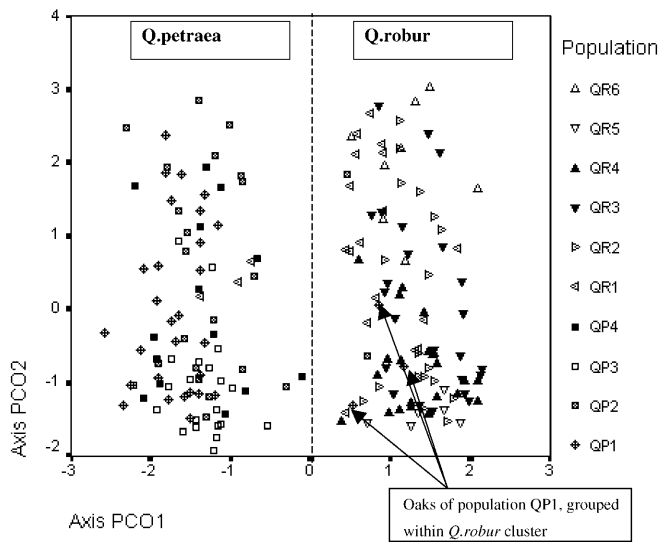 Q.petraea
Q.robur
4
3
2
1
0
-1
-2
Axis PCO2
-3
-2
-1
0
1
2
3
Axis PCO1
Population
QR6
QR5
QR4
QR3
QR2
QR1
QP4
QP3
QP2
QP1
Oaks of population QP1, grouped
within Q.robur cluster